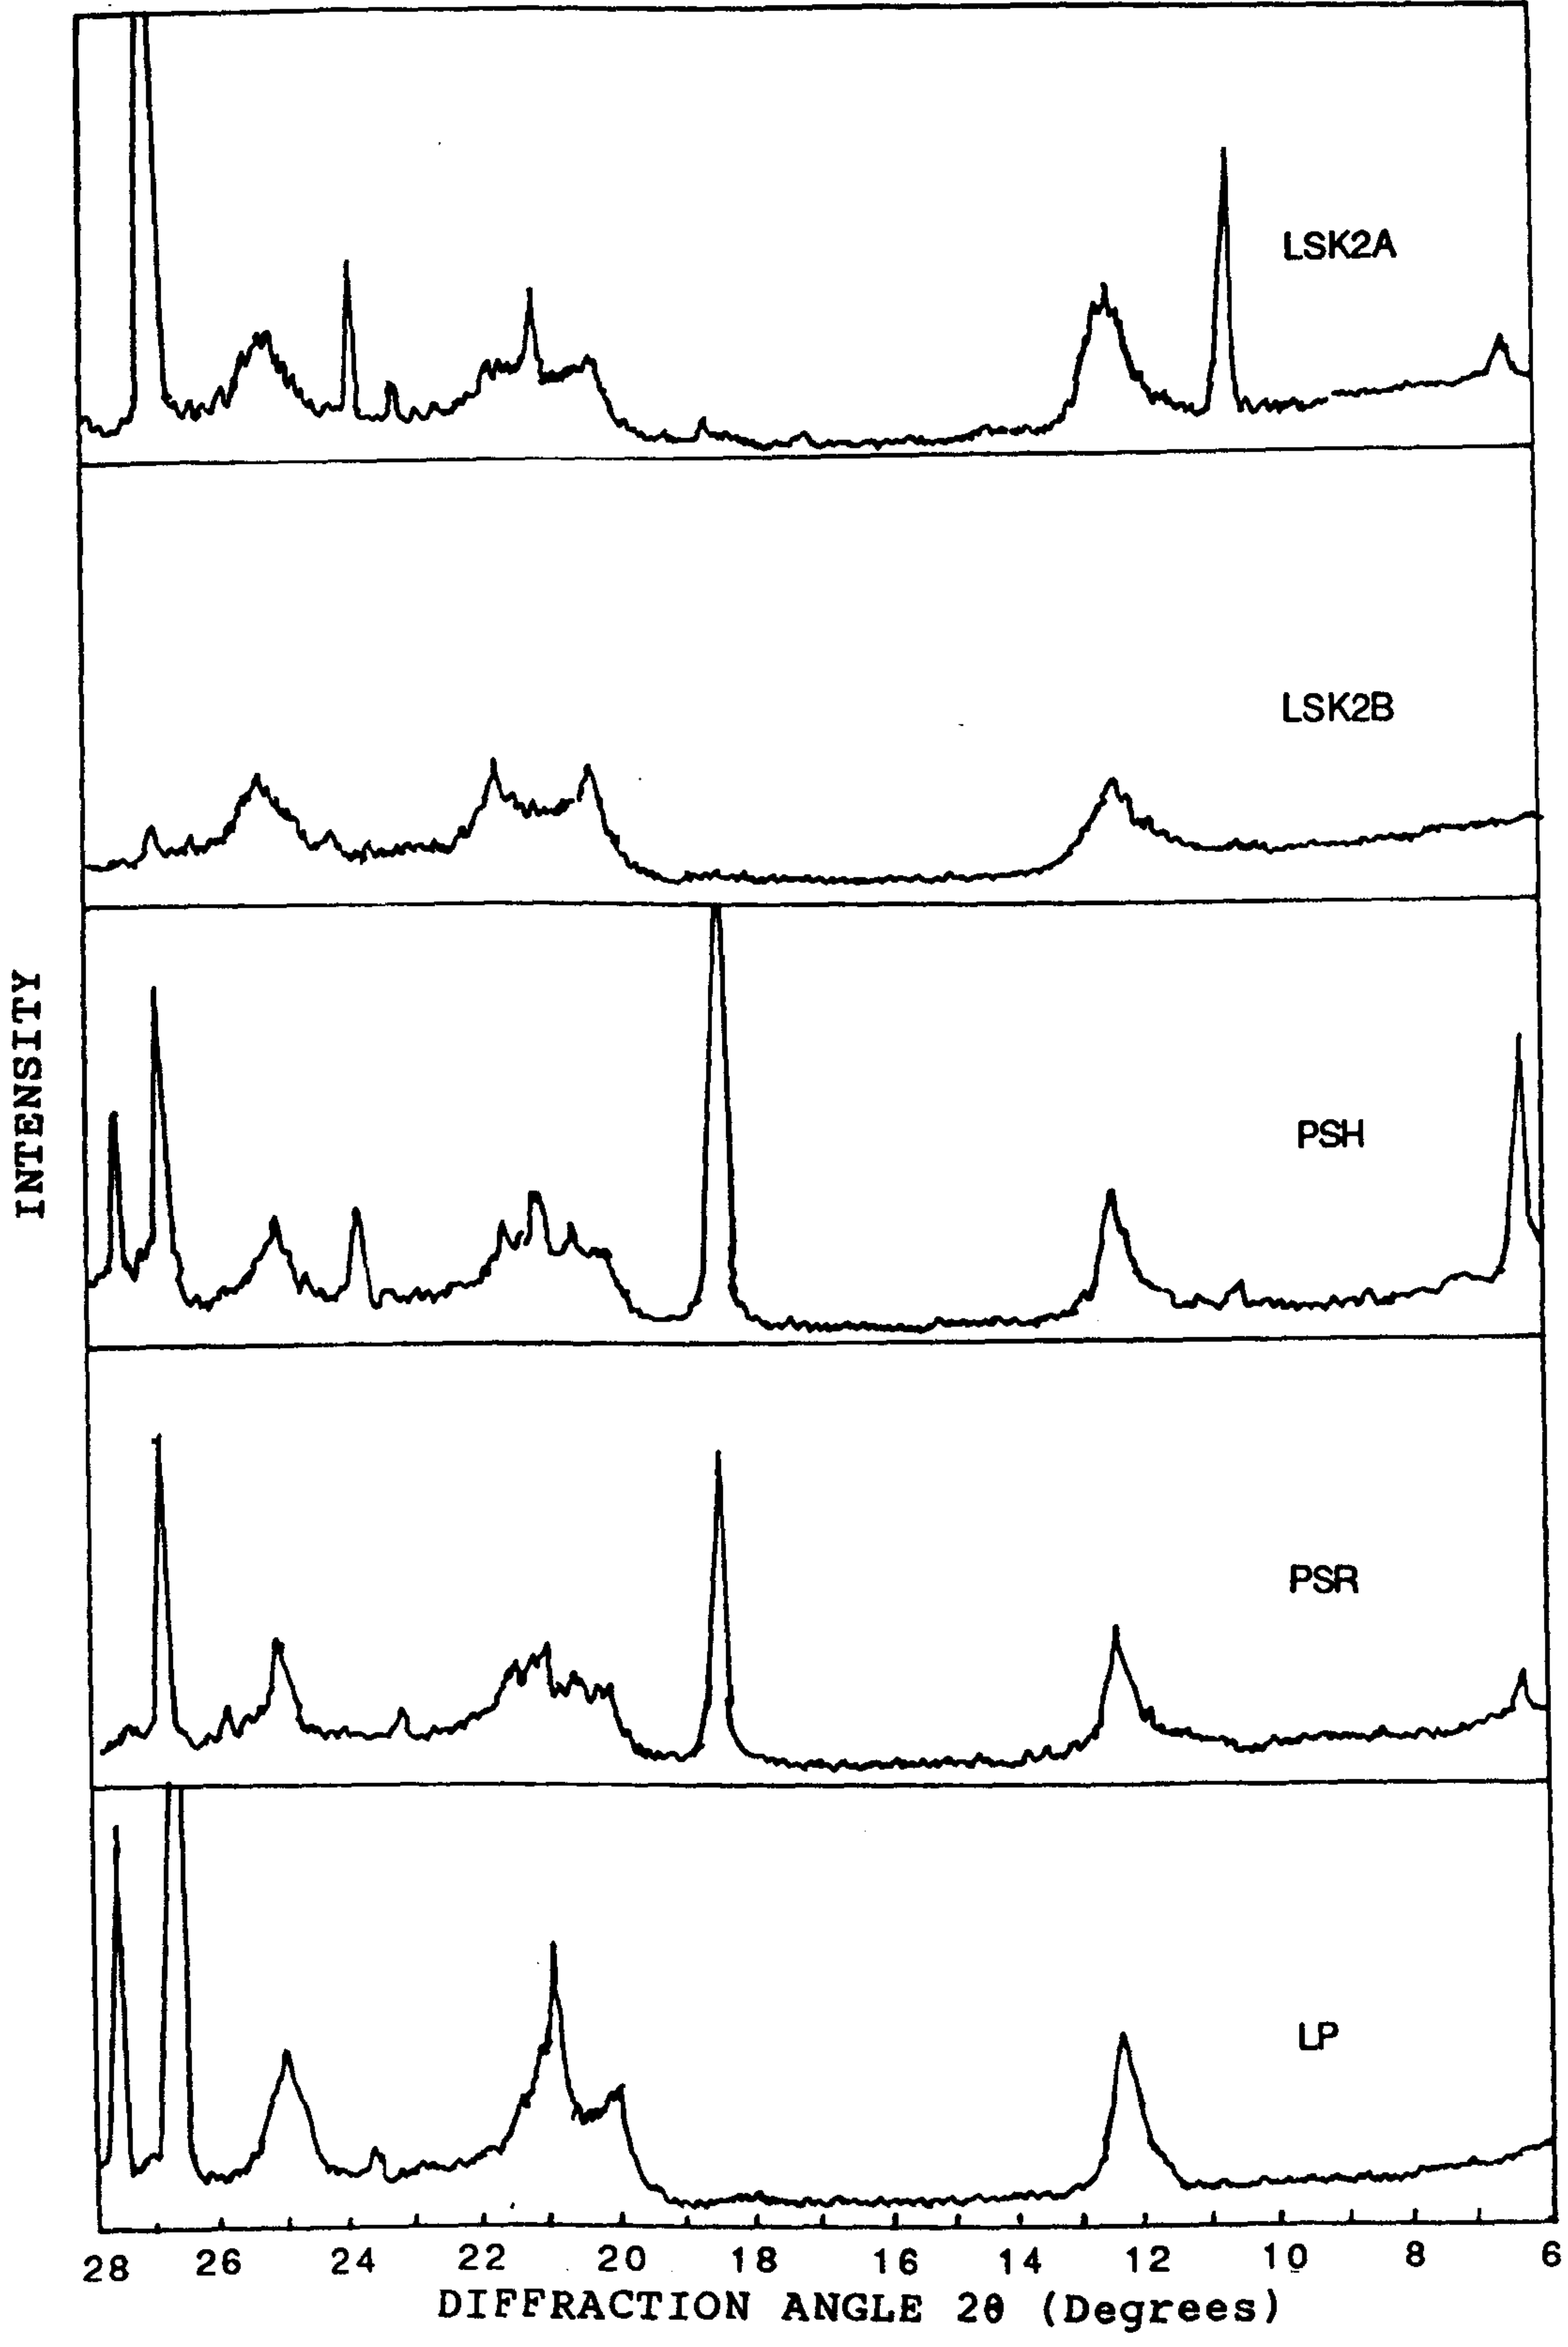 LSK2A
LSK2B
PSH
PSR
LP
INTENSITY
28 26 24 22 20 18 16 14 12 10 8 6
DIFFRACTION ANGLE 2θ (Degrees)